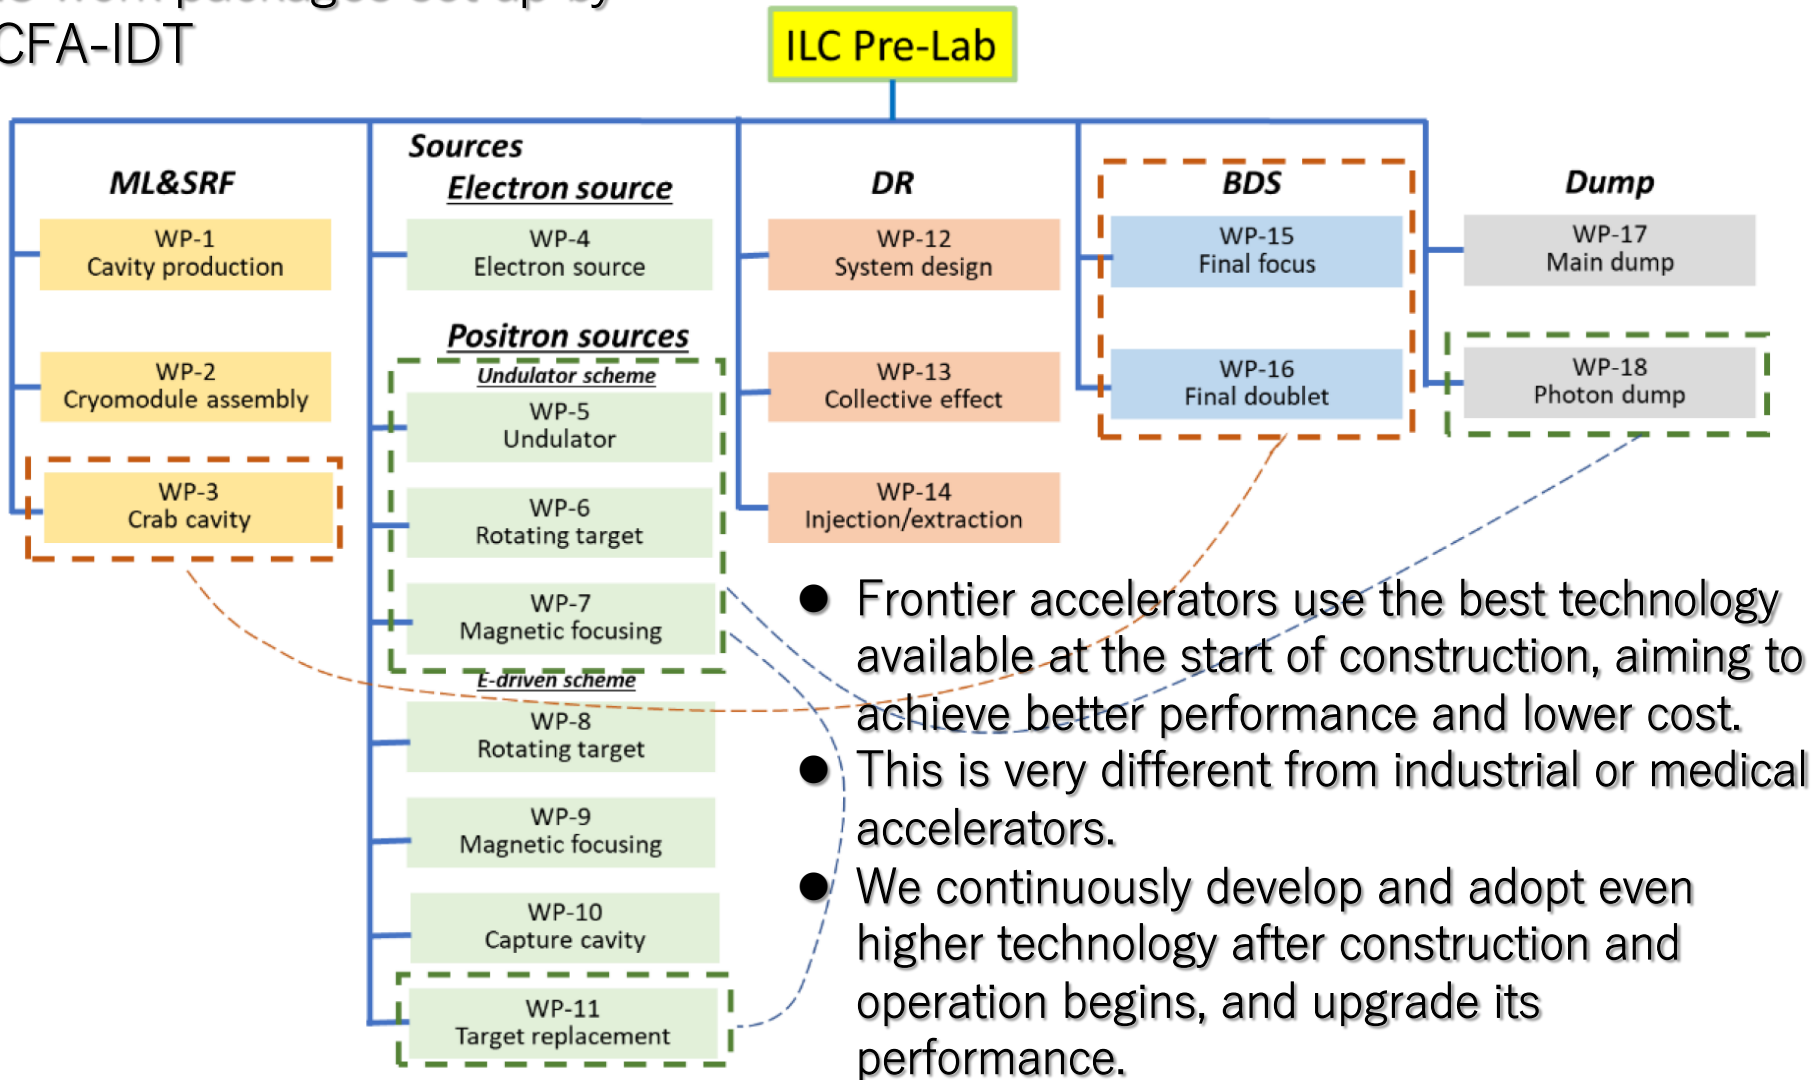 CFA-IDT
ILC Pre-Lab
ML&SRF
WP-1
Cavity production
WP-2
Cryomodule assembly
WP-3
Crab cavity
Sources
Electron source
WP-4
Electron source
Positron sources
Undulator scheme
WP-5
Undulator
WP-6
Rotating target
WP-7
Magnetic focusing
E-driven scheme
WP-8
Rotating target
WP-9
Magnetic focusing
WP-10
Capture cavity
WP-11
Target replacement
DR
WP-12
System design
WP-13
Collective effect
WP-14
Injection/extraction
BDS
WP-15
Final focus
WP-16
Final doublet
Dump
WP-17
Main dump
WP-18
Photon dump
● Frontier accelerators use the best technology
available at the start of construction, aiming to
achieve better performance and lower cost.
● This is very different from industrial or medical
accelerators.
● We continuously develop and adopt even
higher technology after construction and
operation begins, and upgrade its
performance.